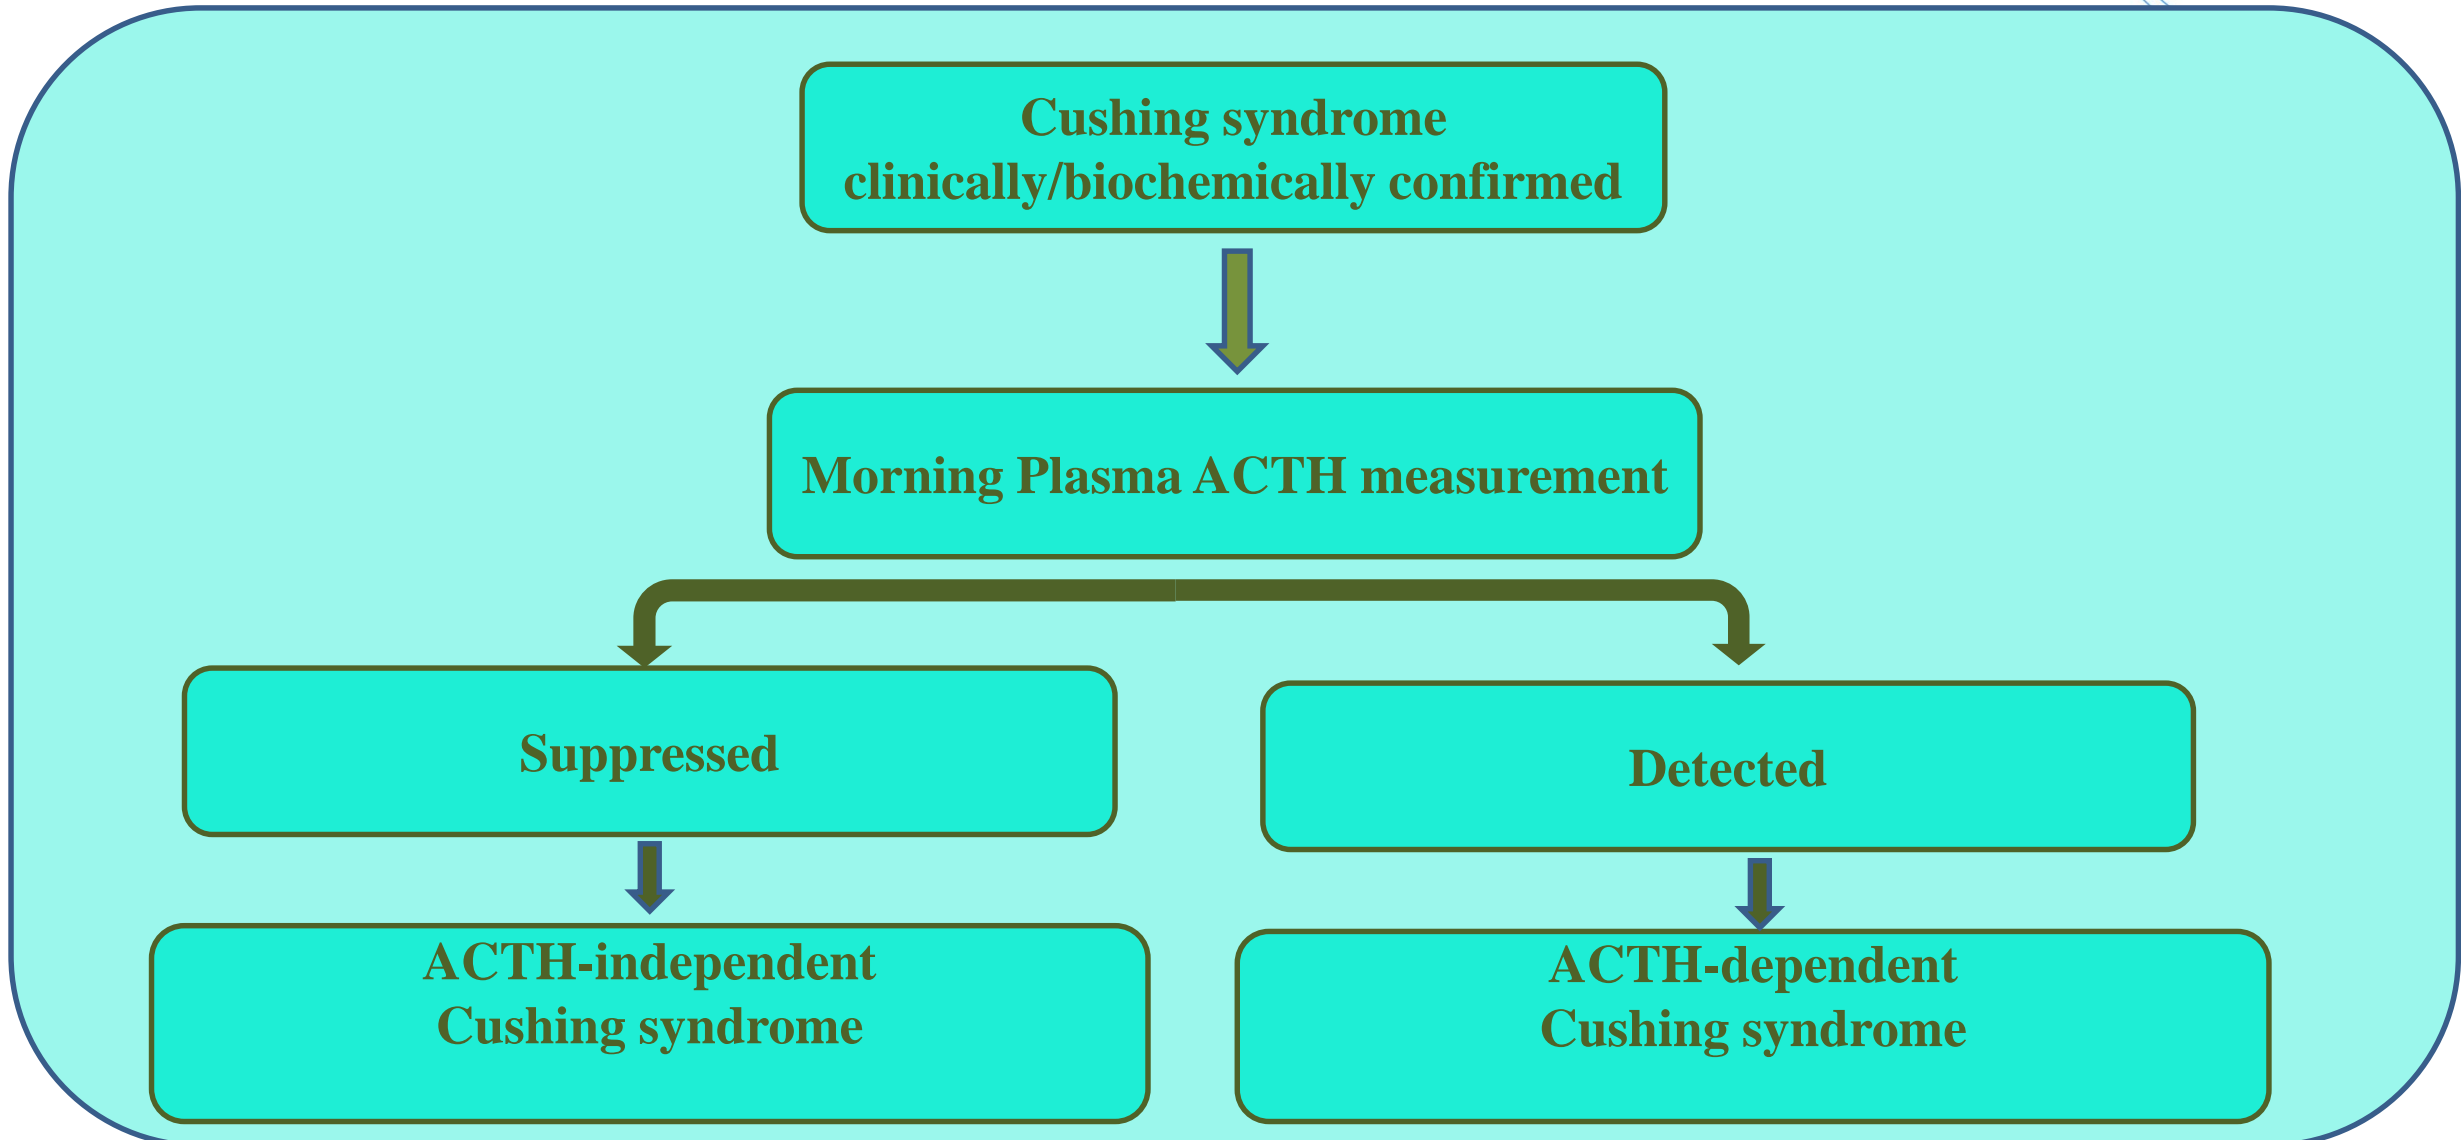 Cushing syndrome
clinically/biochemically confirmed
Morning Plasma ACTH measurement
Suppressed
Detected
ACTH-independent
Cushing syndrome
ACTH-dependent
Cushing syndrome